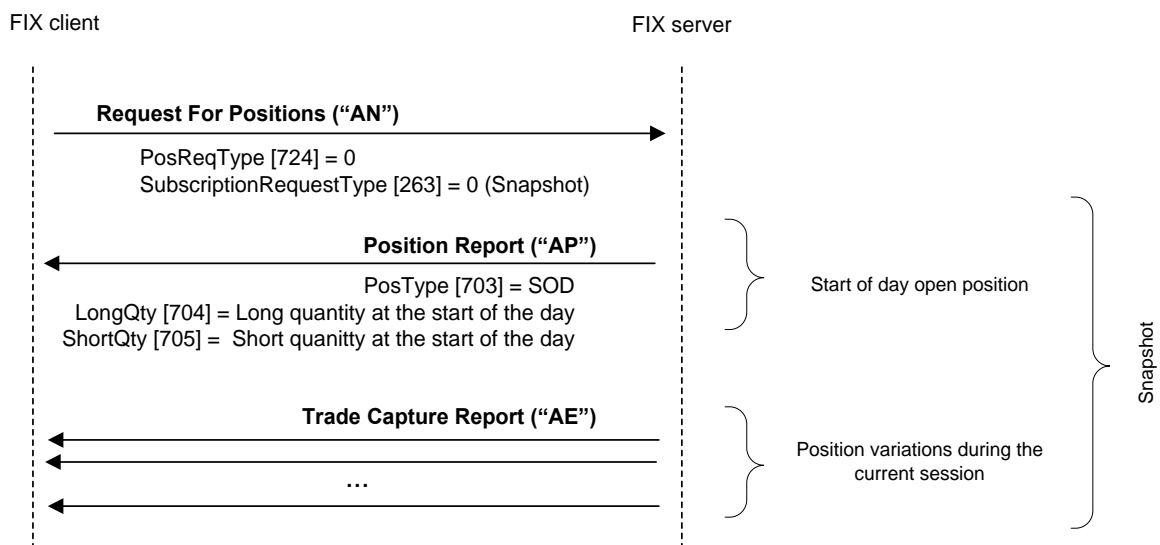 FIX client
FIX server
Request For Positions (“AN”)
PosReqType [724] = 0
SubscriptionRequestType [263] = 0 (Snapshot)
Position Report (“AP”)
PosType [703] = SOD
LongQty [704] = Long quantity at the start of the day
ShortQty [705] = Short quanitty at the start of the day
Start of day open position
Snapshot
Trade Capture Report (“AE”)
...
Position variations during the
current session